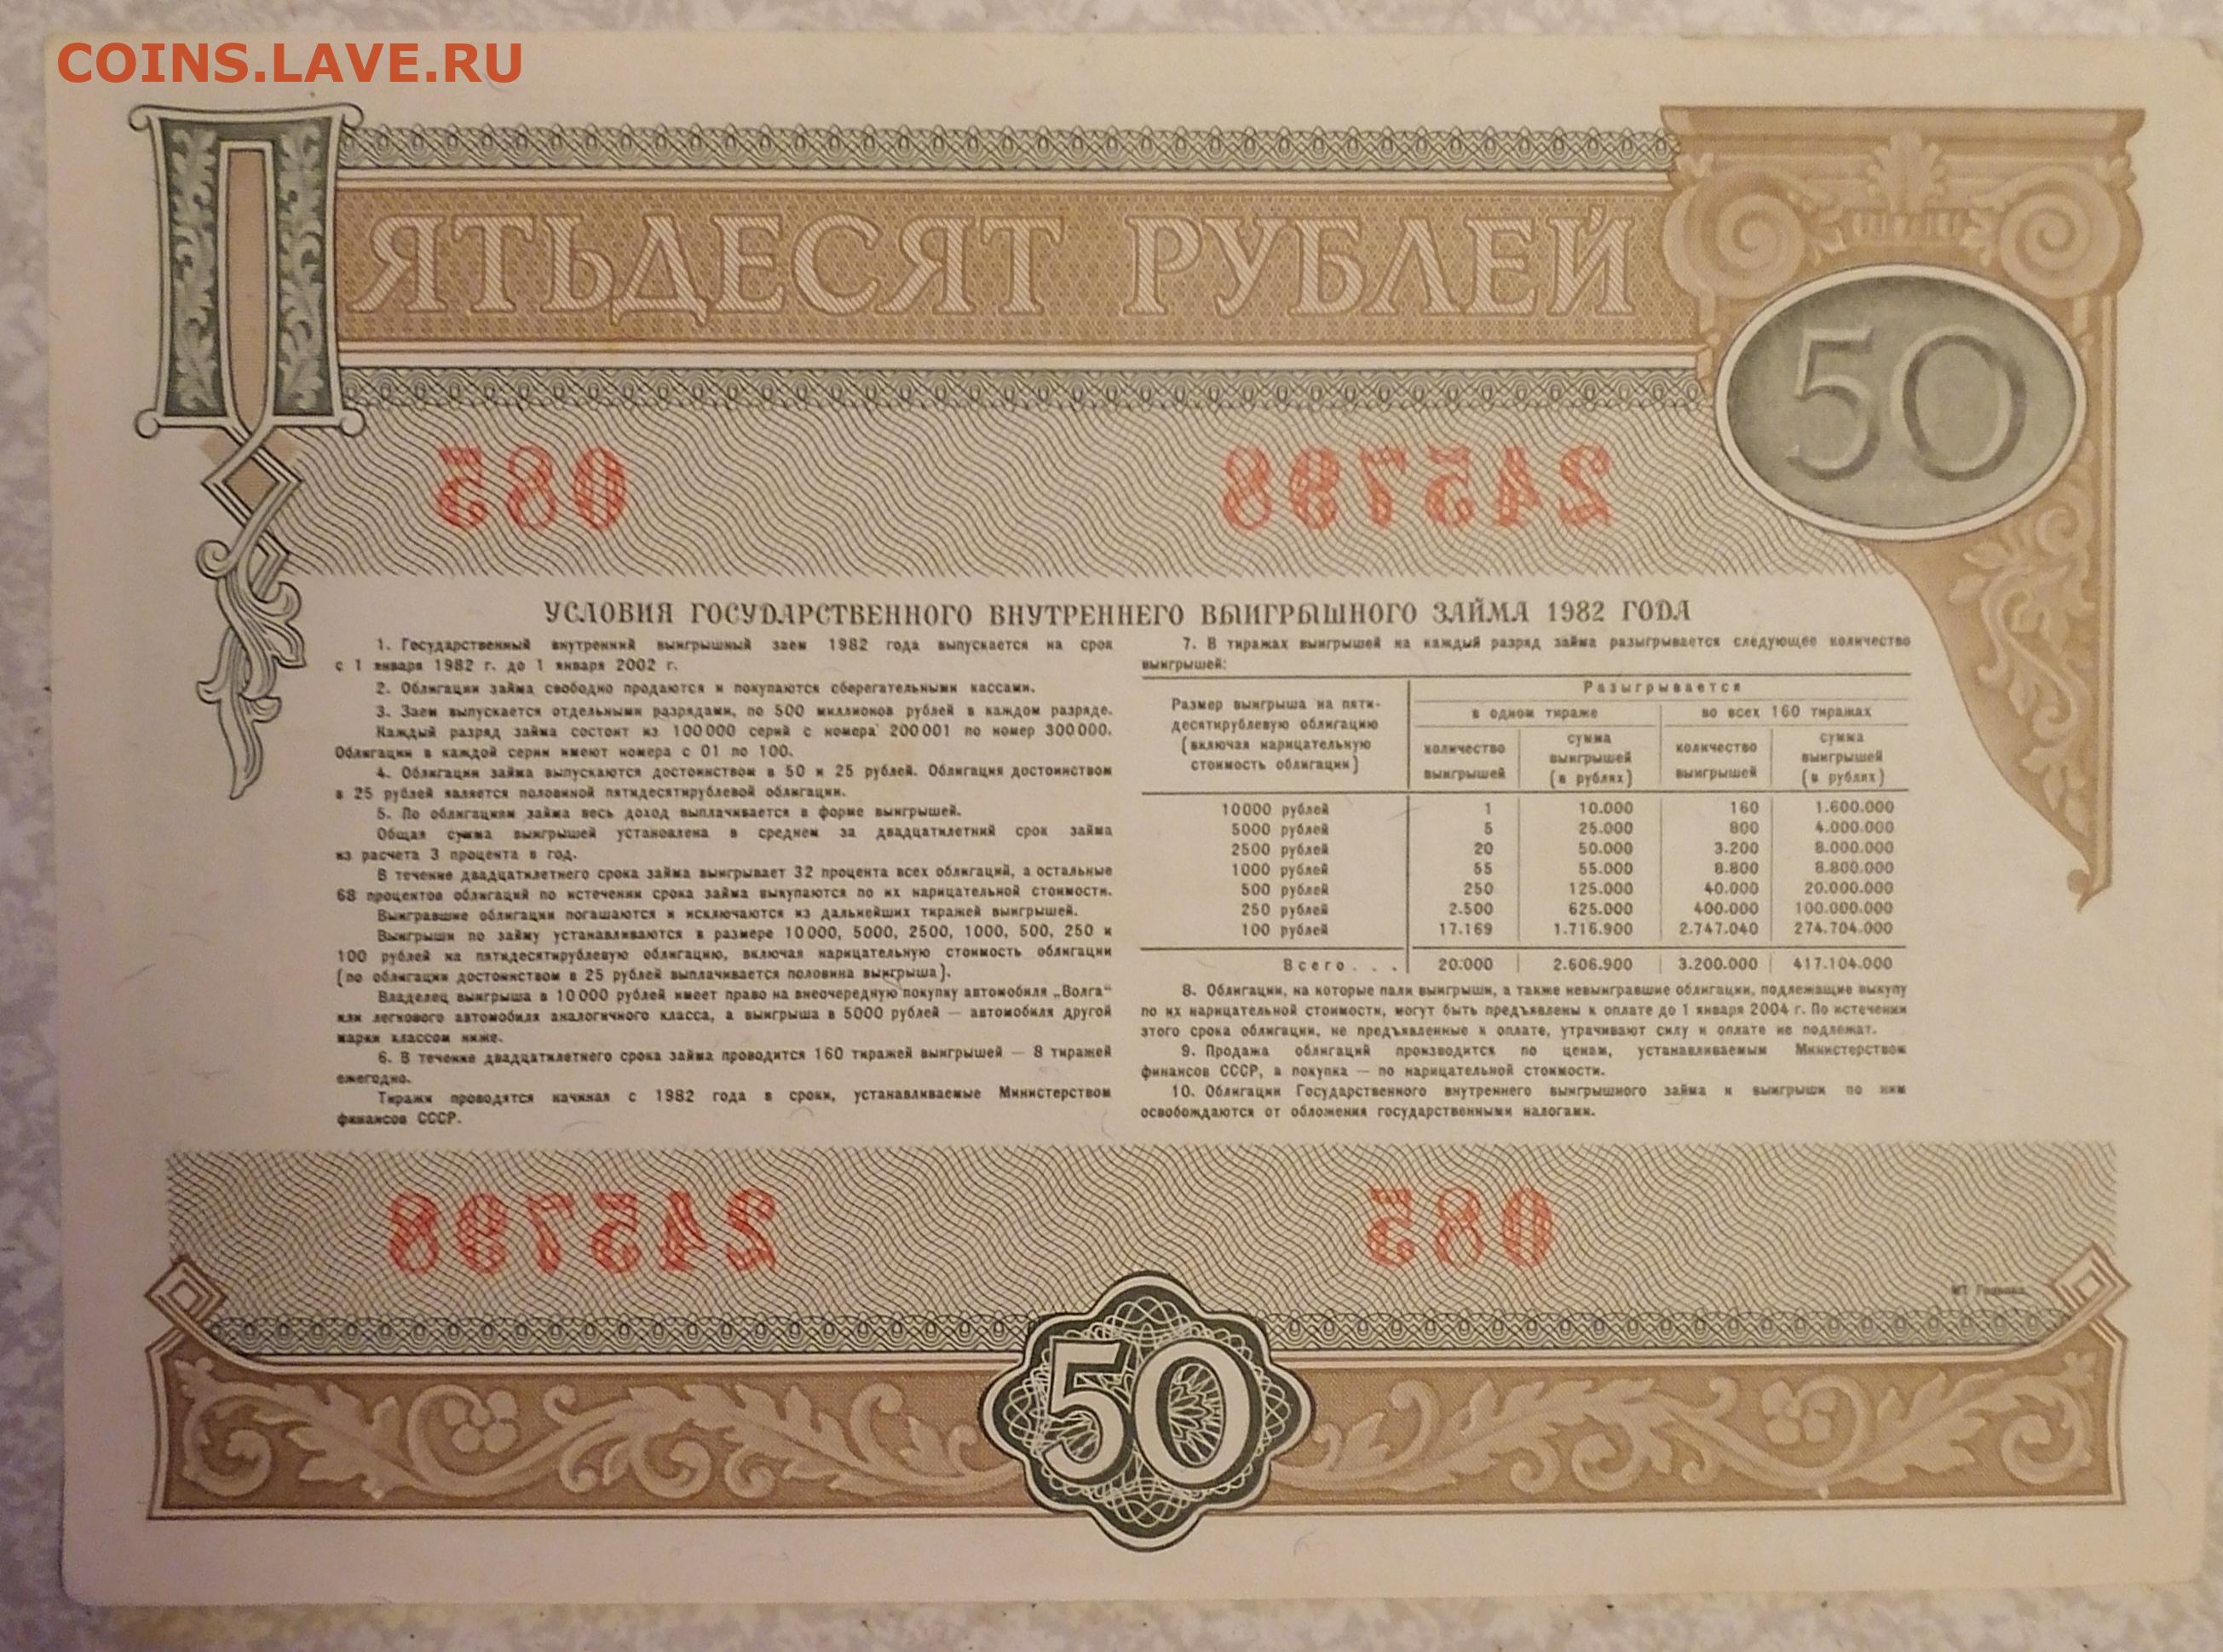 COINS.LAVE.RU
ПЯТЬДЕСЯТ РУБЛЕЙ
50
085 245798
УСЛОВИЯ ГОСУДАРСТВЕННОГО ВНУТРЕННЕГО ВЫИГРЫШНОГО ЗАЙМА 1982 ГОДА
1. Государственный внутренний выигрышный заем 1982 года выпускается на срок
с 1 января 1982 г. до 1 января 2002 г.
2. Облигации займа свободно продаются и покупаются сберегательными кассами.
3. Заем выпускается отдельными разрядами, по 500 миллионов рублей в каждом разряде.
Каждый разряд займа состоит из 100000 серий с номера 200001 по номер 300000.
Облигации в каждой серии имеют номера с 01 по 100.
4. Облигации займа выпускаются достоинством в 50 и 25 рублей. Облигация достоинством
в 25 рублей является половиной пятидесятирублевой облигации.
5. По облигациям займа весь доход выплачивается в форме выигрышей.
Общая сумма выигрышей установлена в среднем за двадцатилетний срок займа
из расчета 3 процента в год.
В течение двадцатилетнего срока займа выигрывает 32 процента всех облигаций, а остальные
68 процентов облигаций по истечении срока займа выкупаются по их нарицательной стоимости.
Выигравшие облигации погашаются и исключаются из дальнейших тиражей выигрышей.
Выигрыши по займу устанавливаются в размере 10000, 5000, 2500, 1000, 500, 250 и
100 рублей на пятидесятирублевую облигацию, включая нарицательную стоимость облигации
(по облигации достоинством в 25 рублей выплачивается половина выигрыша).
Владелец выигрыша в 10000 рублей имеет право на внеочередную покупку автомобиля „Волга“
или легкового автомобиля аналогичного класса, а выигрыша в 5000 рублей — автомобиля другой
марки классом ниже.
6. В течение двадцатилетнего срока займа проводится 160 тиражей выигрышей — 8 тиражей
ежегодно.
Тиражи проводятся начиная с 1982 года в сроки, устанавливаемые Министерством
финансов СССР.
7. В тиражах выигрышей на каждый разряд займа разыгрывается следующее количество
выигрышей:
Размер выигрыша на пяти-
десятирублевую облигацию
(включая нарицательную
стоимость облигации)
Разыгрывается
в одном тираже во всех 160 тиражах
количество
выигрышей
сумма
выигрышей
(в рублях)
количество
выигрышей
сумма
выигрышей
(в рублях)
10000 рублей 1 10.000 160 1.600.000
5000 рублей 5 25.000 800 4.000.000
2500 рублей 20 50.000 3.200 8.000.000
1000 рублей 55 55.000 8.800 8.800.000
500 рублей 250 125.000 40.000 20.000.000
250 рублей 2.500 625.000 400.000 100.000.000
100 рублей 17.169 1.716.900 2.747.040 274.704.000
Всего... 20.000 2.606.900 3.200.000 417.104.000
8. Облигации, на которые пали выигрыши, а также невыигравшие облигации, подлежащие выкупу
по их нарицательной стоимости, могут быть предъявлены к оплате до 1 января 2004 г. По истечении
этого срока облигации, не предъявленные к оплате, утрачивают силу и оплате не подлежат.
9. Продажа облигаций производится по ценам, устанавливаемым Министерством
финансов СССР, а покупка — по нарицательной стоимости.
10. Облигации Государственного внутреннего выигрышного займа и выигрыши по ним
освобождаются от обложения государственными налогами.
245798 085
МТ Гознака.
50